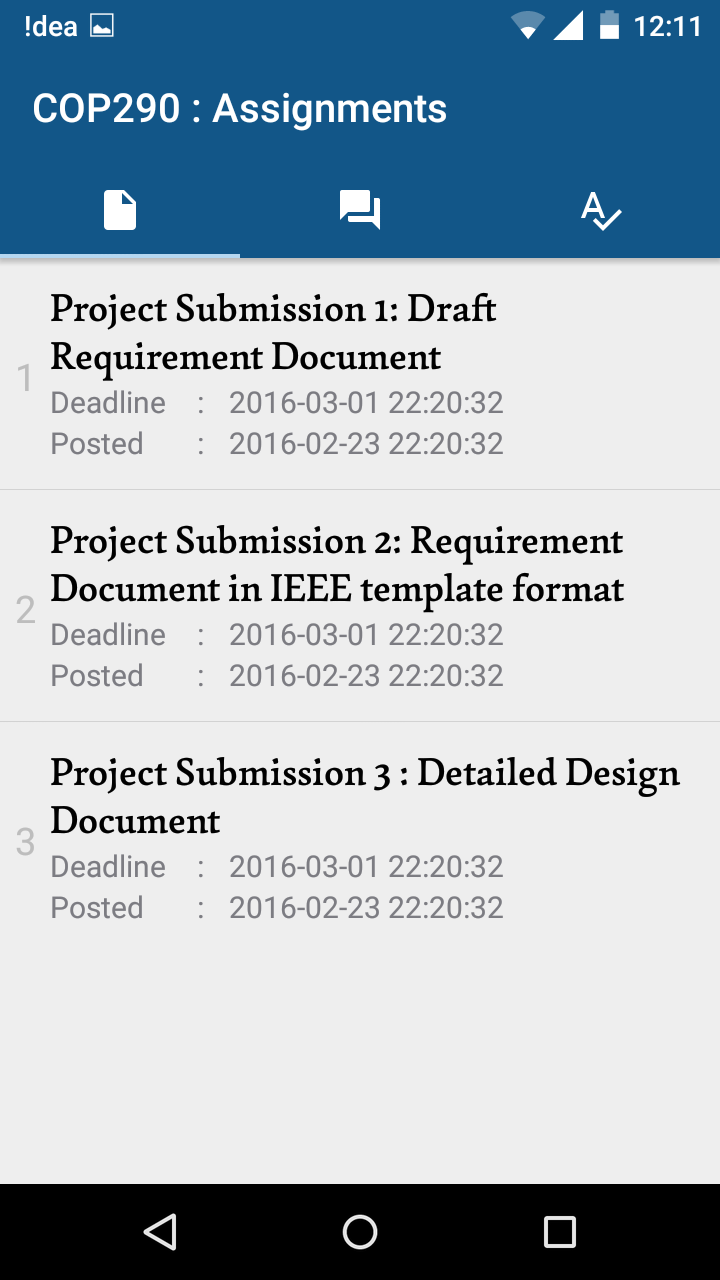 !dea 12:11
COP290 : Assignments
Project Submission 1: Draft
Requirement Document
1
Deadline : 2016-03-01 22:20:32
Posted : 2016-02-23 22:20:32
Project Submission 2: Requirement
Document in IEEE template format
2
Deadline : 2016-03-01 22:20:32
Posted : 2016-02-23 22:20:32
Project Submission 3 : Detailed Design
Document
3
Deadline : 2016-03-01 22:20:32
Posted : 2016-02-23 22:20:32